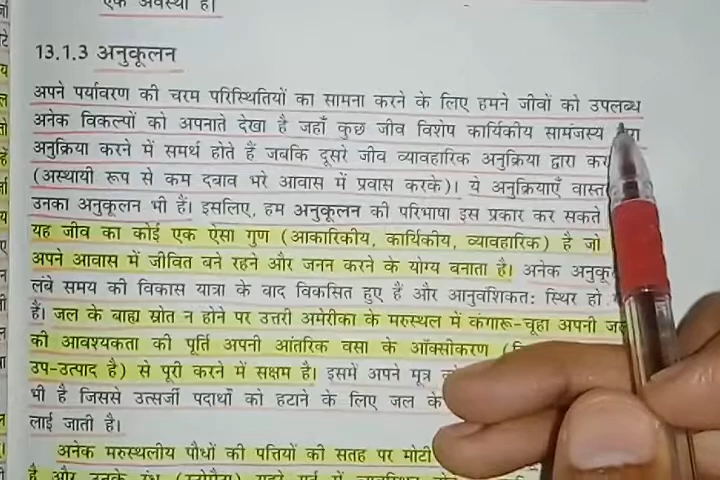 एक अवस्था है।
13.1.3 अनुकूलन
अपने पर्यावरण की चरम परिस्थितियों का सामना करने के लिए हमने जीवों को उपलब्ध
अनेक विकल्पों को अपनाते देखा है जहाँ कुछ जीव विशेष कार्यिकीय सामंजस्य
अनुक्रिया करने में समर्थ होते हैं जबकि दूसरे जीव व्यावहारिक अनुक्रिया द्वारा
(अस्थायी रूप से कम दवाव भरे आवास में प्रवास करके)। ये अनुक्रियाएँ
उनका अनुकूलन भी हैं। इसलिए, हम अनुकूलन की परिभाषा इस प्रकार कर सकते
यह जीव का कोई एक ऐसा गुण (आकारिकीय, कार्यिकीय, व्यावहारिक) है जो
अपने आवास में जीवित बने रहने और जनन करने के योग्य बनाता है। अनेक
लंबे समय की विकास यात्रा के बाद विकसित हुए हैं और आनुवंशिकत: स्थिर हो
हैं। जल के बाह्य स्रोत न होने पर उत्तरी अमेरीका के मरुस्थल में कंगारू-चूहा अपनी
की आवश्यकता की पूर्ति अपनी आंतरिक वसा के ऑक्सीकरण
उप-उत्पाद है) से पूरी करने में सक्षम है। इसमें अपने मूत्र
भी है जिससे उत्सर्जी पदार्थों को हटाने के लिए जल के
लाई जाती है।
अनेक मरुस्थलीय पौधों की पत्तियों की सतह पर मोटी
है और उनके रंध्र